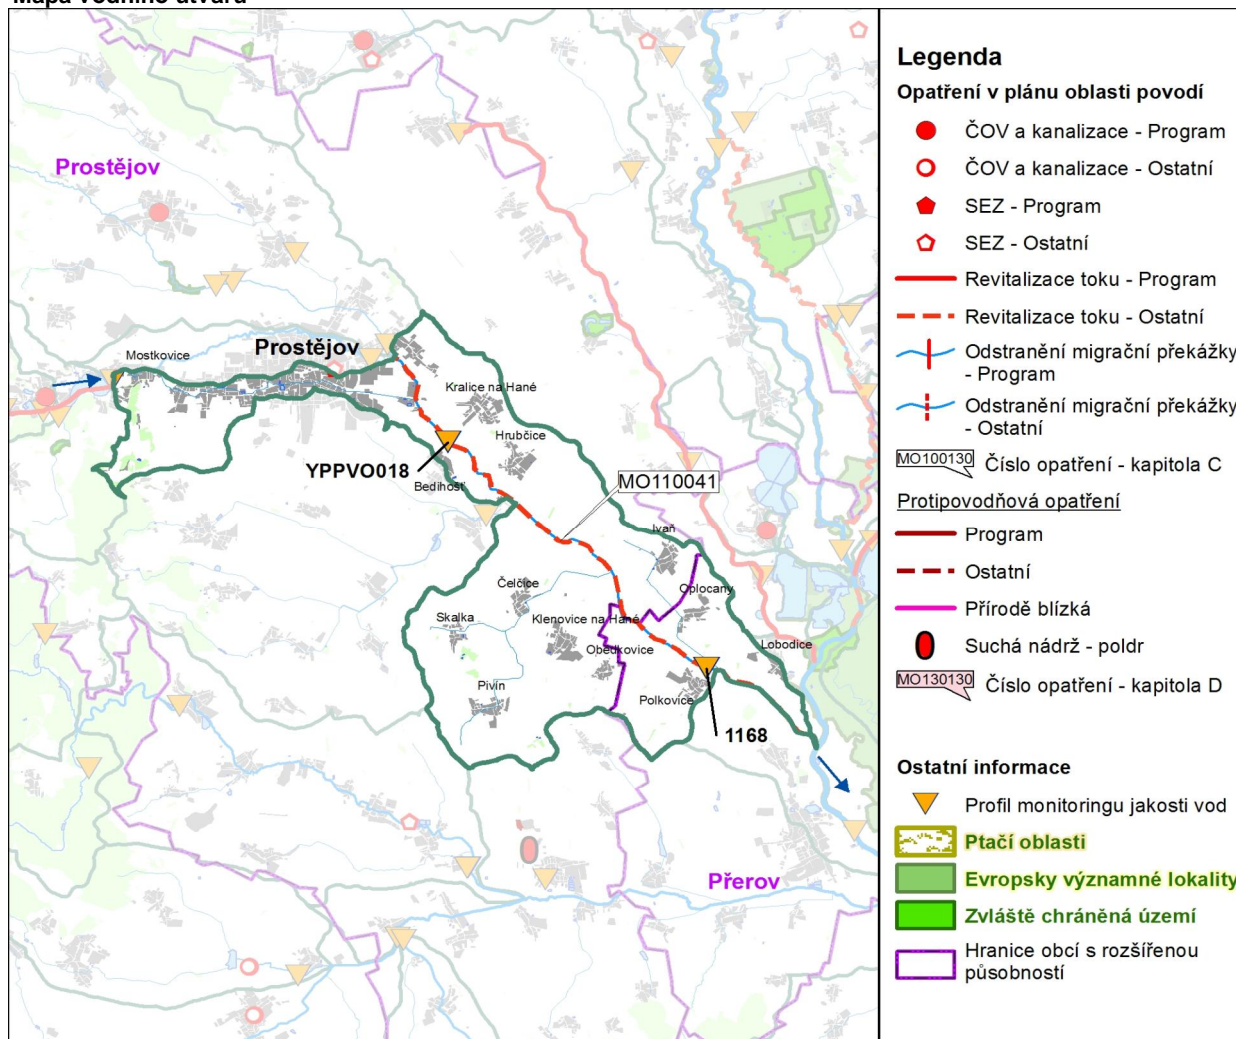 Mapa vodního útvaru
Prostějov
Mostkovice
Prostějov
Kralice na Hané
Hrubčice
YPPVO018
Bedihošť
MO110041
Ivaň
Čelčice
Oplocany
Skalka
Klenovice na Hané
Obědkovice
Lobodice
Pivín
Polkovice
1168
Přerov
Legenda
Opatření v plánu oblasti povodí
ČOV a kanalizace - Program
ČOV a kanalizace - Ostatní
SEZ - Program
SEZ - Ostatní
Revitalizace toku - Program
Revitalizace toku - Ostatní
Odstranění migrační překážky
- Program
Odstranění migrační překážky
- Ostatní
MO100130 Číslo opatření - kapitola C
Protipovodňová opatření
Program
Ostatní
Přírodě blízká
Suchá nádrž - poldr
MO130130 Číslo opatření - kapitola D
Ostatní informace
Profil monitoringu jakosti vod
Ptačí oblasti
Evropsky významné lokality
Zvláště chráněná území
Hranice obcí s rozšířenou
působností